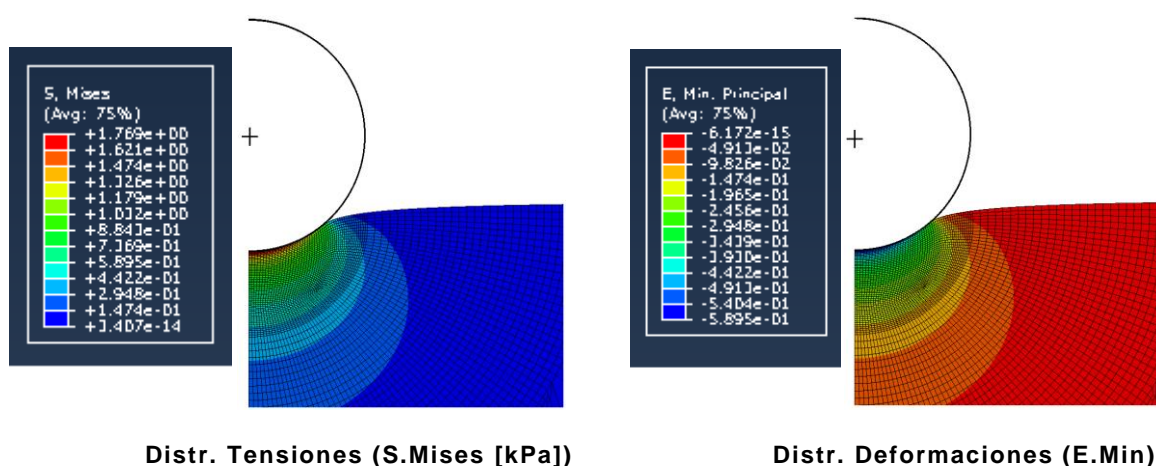 S, Mises
(Avg: 75%)
+1.769e+00
+1.621e+00
+1.474e+00
+1.326e+00
+1.179e+00
+1.032e+00
+8.843e-01
+7.369e-01
+5.895e-01
+4.422e-01
+2.948e-01
+1.474e-01
+3.407e-14
E, Min. Principal
(Avg: 75%)
-6.172e-15
-4.913e-02
-9.826e-02
-1.474e-01
-1.965e-01
-2.456e-01
-2.948e-01
-3.439e-01
-3.930e-01
-4.422e-01
-4.913e-01
-5.404e-01
-5.895e-01
Distr. Tensiones (S.Mises [kPa])
Distr. Deformaciones (E.Min)